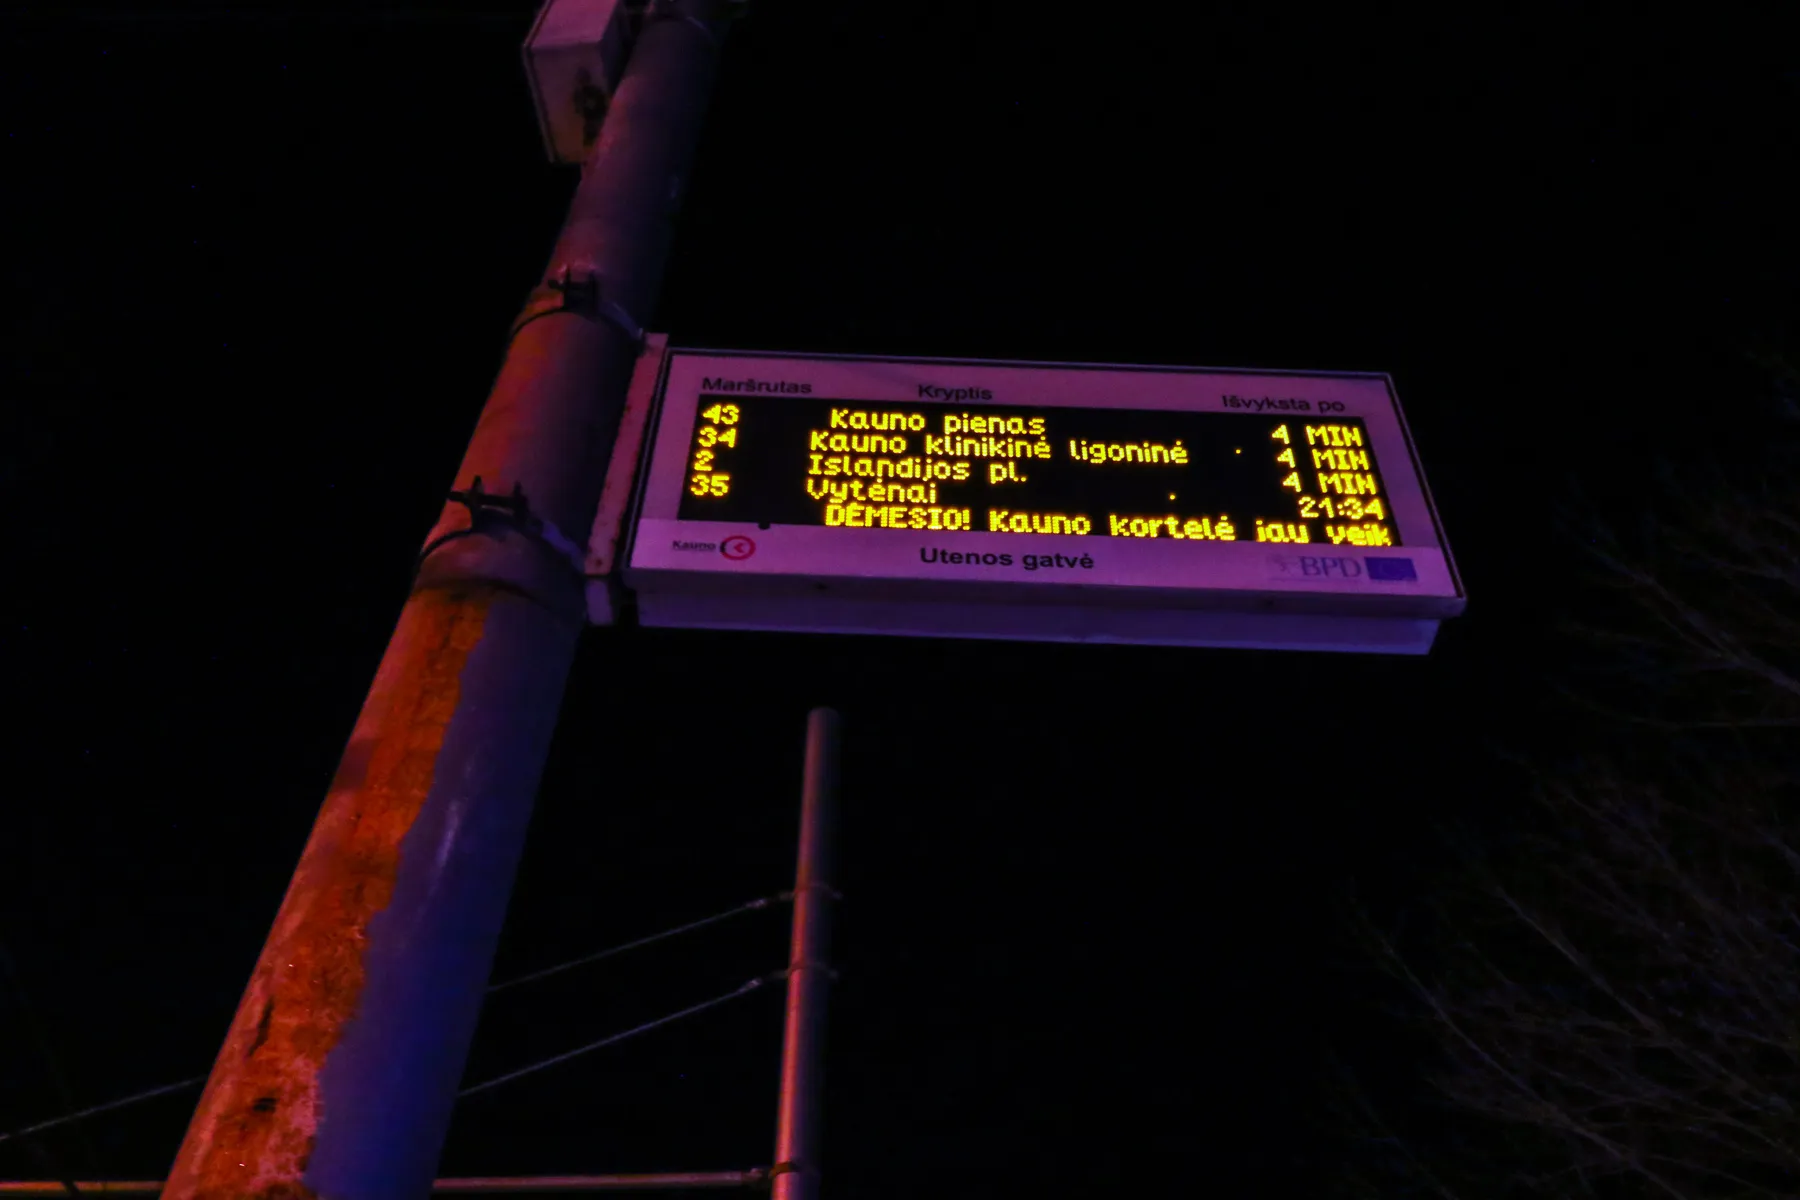 Maršrutas Kryptis Išvyksta po
43 Kauno pienas 4 MIN
34 Kauno klinikinė ligoninė 4 MIN
2 Islandijos pl. 4 MIN
35 Vytėnai 21:34
DĖMESIO! Kauno kortelė jau veik
Kauno Utenos gatvė BPD